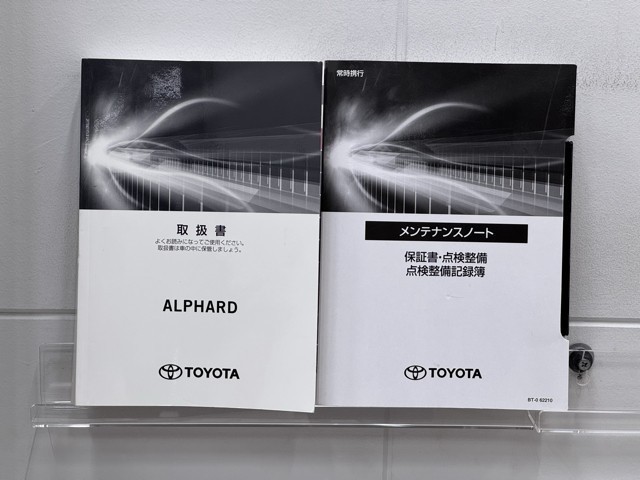 取扱書
よくお読みになってご使用ください。
取扱書は車の中に保管しましょう。
ALPHARD
TOYOTA
常時携行
メンテナンスノート
保証書・点検整備
点検整備記録簿
TOYOTA
BT-0 62210